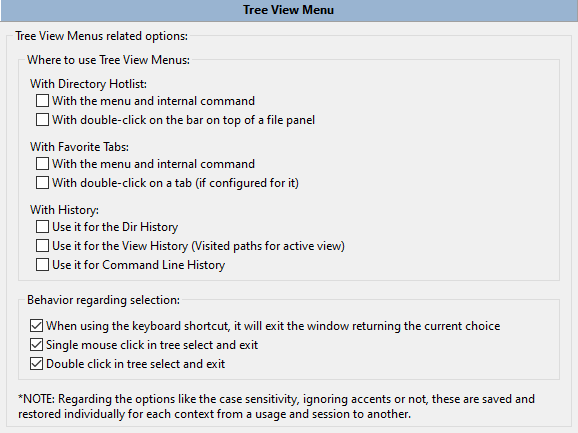 Tree View Menu
Tree View Menus related options:
Where to use Tree View Menus:
With Directory Hotlist:
With the menu and internal command
With double-click on the bar on top of a file panel
With Favorite Tabs:
With the menu and internal command
With double-click on a tab (if configured for it)
With History:
Use it for the Dir History
Use it for the View History (Visited paths for active view)
Use it for Command Line History
Behavior regarding selection:
When using the keyboard shortcut, it will exit the window returning the current choice
Single mouse click in tree select and exit
Double click in tree select and exit
*NOTE: Regarding the options like the case sensitivity, ignoring accents or not, these are saved and
restored individually for each context from a usage and session to another.